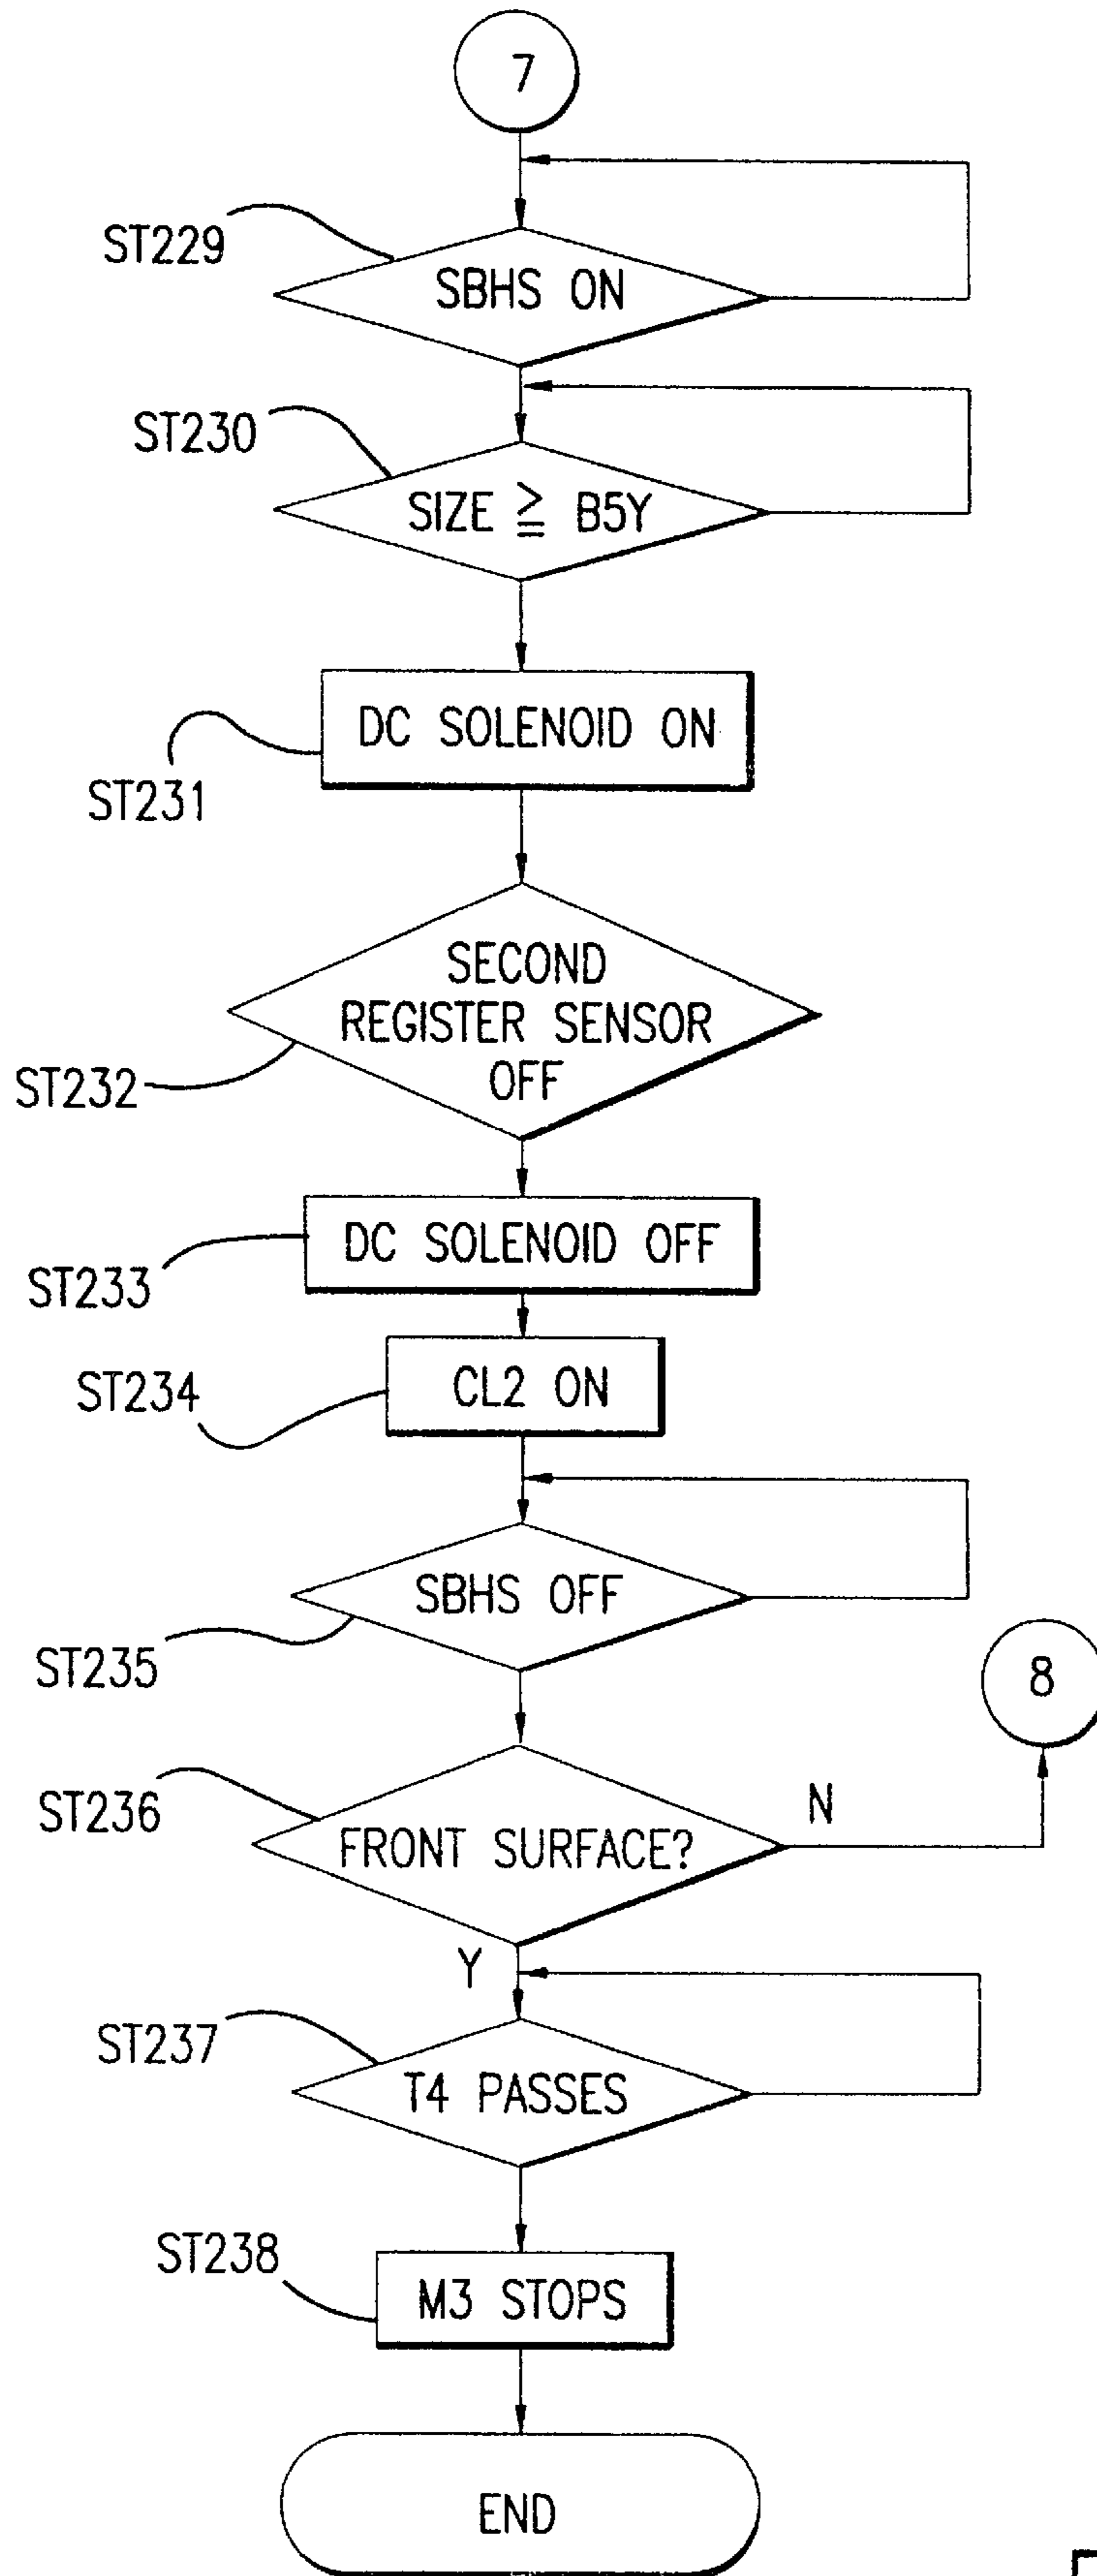 7
ST229
SBHS ON
ST230
SIZE ≧ B5Y
DC SOLENOID ON
ST231
SECOND
REGISTER SENSOR
OFF
ST232
DC SOLENOID OFF
ST233
CL2 ON
ST234
SBHS OFF
ST235
8
ST236
FRONT SURFACE?
N
Y
ST237
T4 PASSES
ST238
M3 STOPS
END